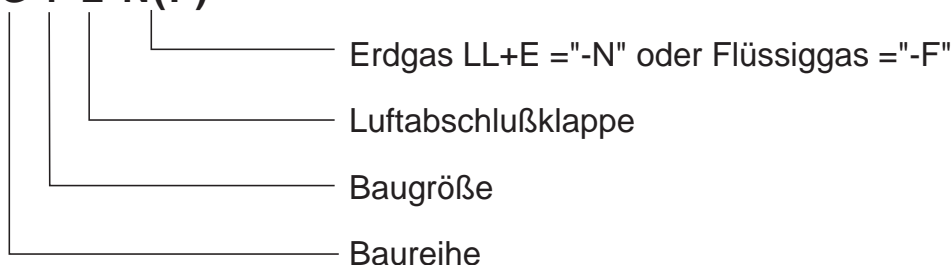 Erdgas LL+E ="-N" oder Flüssiggas ="-F"
Luftabschlußklappe
Baugröße
Baureihe